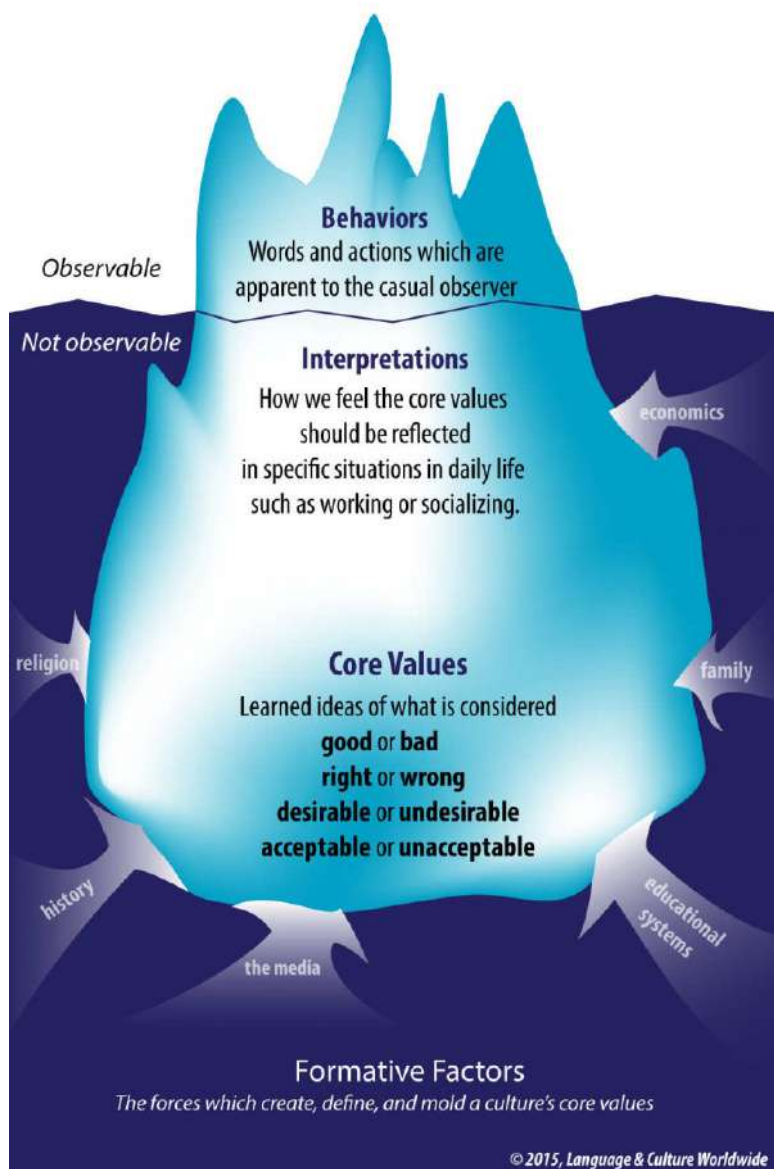 Behaviors
Words and actions which are
apparent to the casual observer
Observable
Not observable
Interpretations
How we feel the core values
should be reflected
in specific situations in daily life
such as working or socializing.
economics
religion
family
Core Values
Learned ideas of what is considered
good or bad
right or wrong
desirable or undesirable
acceptable or unacceptable
history
educational
systems
the media
Formative Factors
The forces which create, define, and mold a culture's core values
© 2015, Language & Culture Worldwide